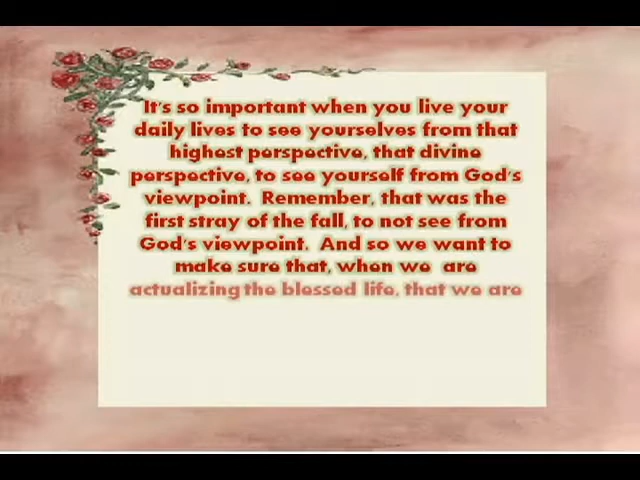 It's so important when you live your
daily lives to see yourselves from that
highest perspective, that divine
perspective, to see yourself from God's
viewpoint. Remember, that was the
first stray of the fall, to not see from
God's viewpoint. And so we want to
make sure that, when we are
actualizing the blessed life, that we are